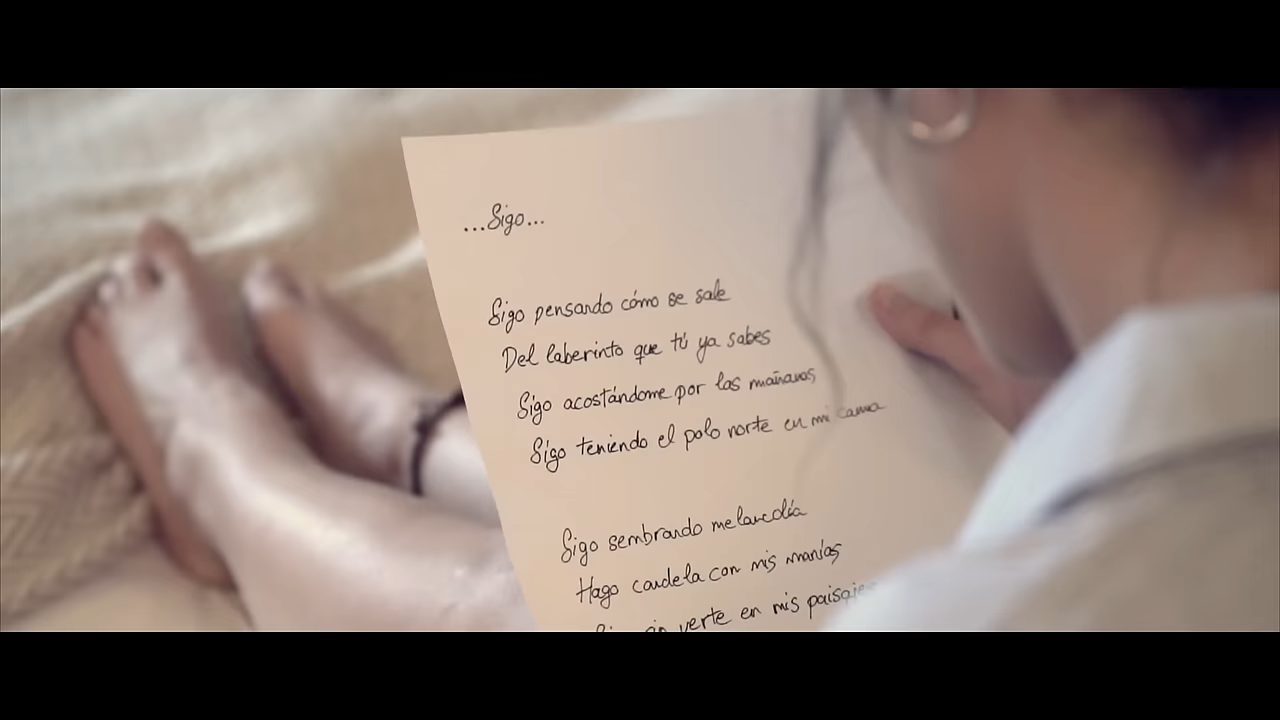 ...Sigo...
Sigo pensando cómo se sale
Del laberinto que tú ya sabes
Sigo acostándome por las mañanas
Sigo teniendo el polo norte en mi cama
Sigo sembrando melancolía
Hago candela con mis manías
verte en mis paisajes